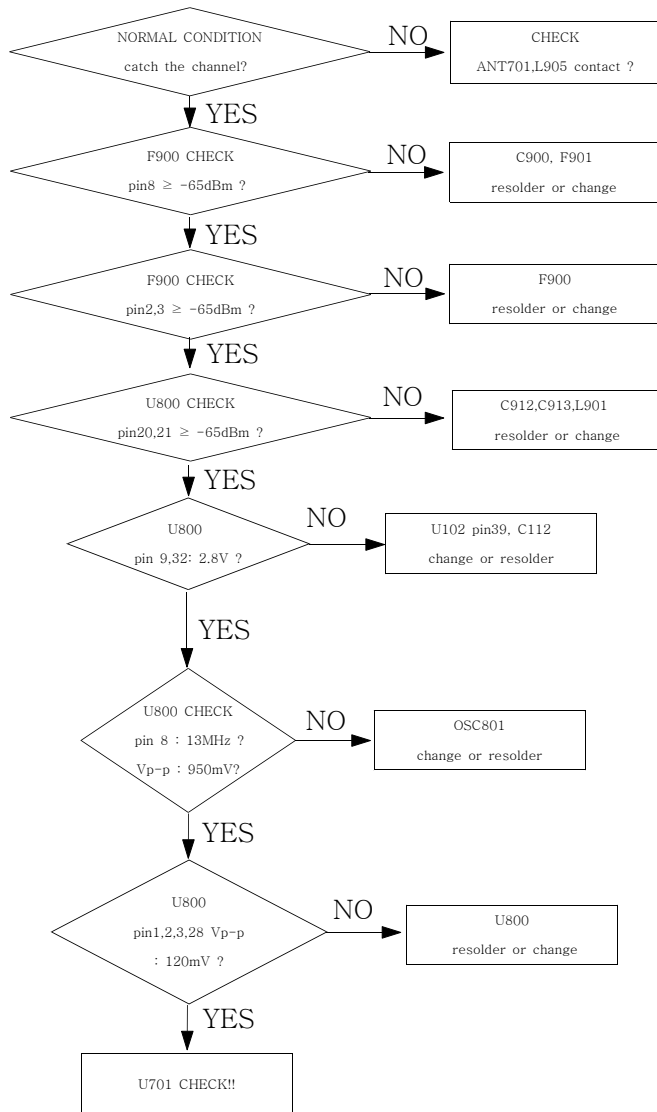 NORMAL CONDITION
catch the channel?
NO
CHECK
ANT701,L905 contact ?
YES
F900 CHECK
pin8 ≥ -65dBm ?
NO
C900, F901
resolder or change
YES
F900 CHECK
pin2,3 ≥ -65dBm ?
NO
F900
resolder or change
YES
U800 CHECK
pin20,21 ≥ -65dBm ?
NO
C912,C913,L901
resolder or change
YES
U800
pin 9,32: 2.8V ?
NO
U102 pin39, C112
change or resolder
YES
U800 CHECK
pin 8 : 13MHz ?
Vp-p : 950mV?
NO
OSC801
change or resolder
YES
U800
pin1,2,3,28 Vp-p
: 120mV ?
NO
U800
resolder or change
YES
U701 CHECK!!